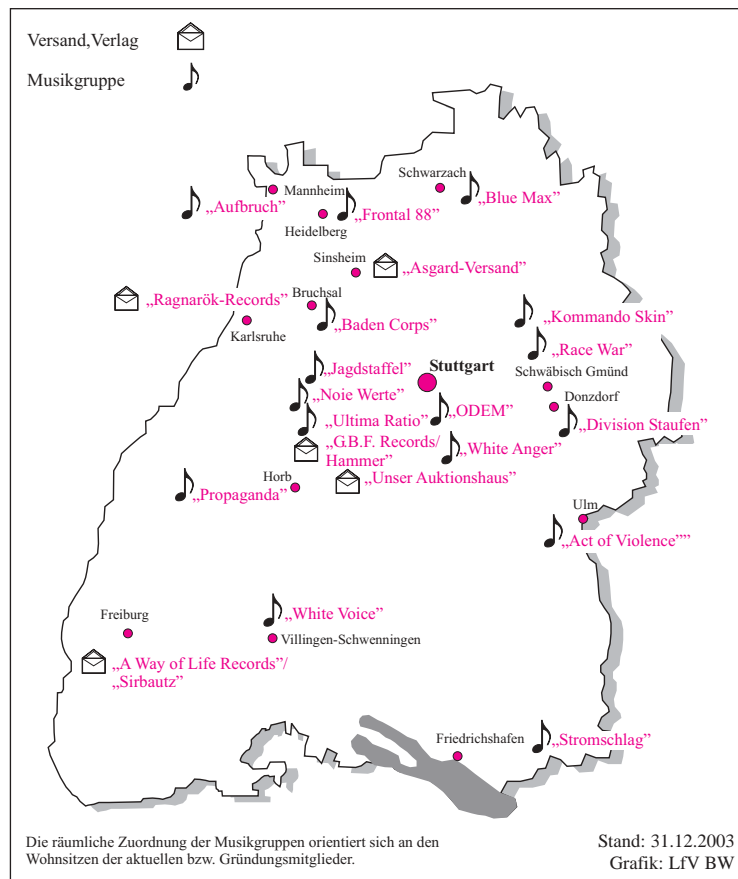 Versand,Verlag
Musikgruppe
Schwarzach
Mannheim
„Aufbruch”
„Frontal 88”
„Blue Max”
Heidelberg
Sinsheim
„Asgard-Versand”
„Ragnarök-Records”
Bruchsal
„Kommando Skin”
Karlsruhe
„Baden Corps”
„Race War”
„Jagdstaffel”
Stuttgart
Schwäbisch Gmünd
„Noie Werte”
Donzdorf
„Ultima Ratio”
„ODEM”
„Division Staufen”
„G.B.F. Records/
Hammer”
„White Anger”
Horb
„Unser Auktionshaus”
„Propaganda”
Ulm
„Act of Violence””
Freiburg
„White Voice”
Villingen-Schwenningen
„A Way of Life Records”/
„Sirbautz”
Friedrichshafen
„Stromschlag”
Die räumliche Zuordnung der Musikgruppen orientiert sich an den
Wohnsitzen der aktuellen bzw. Gründungsmitglieder.
Stand: 31.12.2003
Grafik: LfV BW